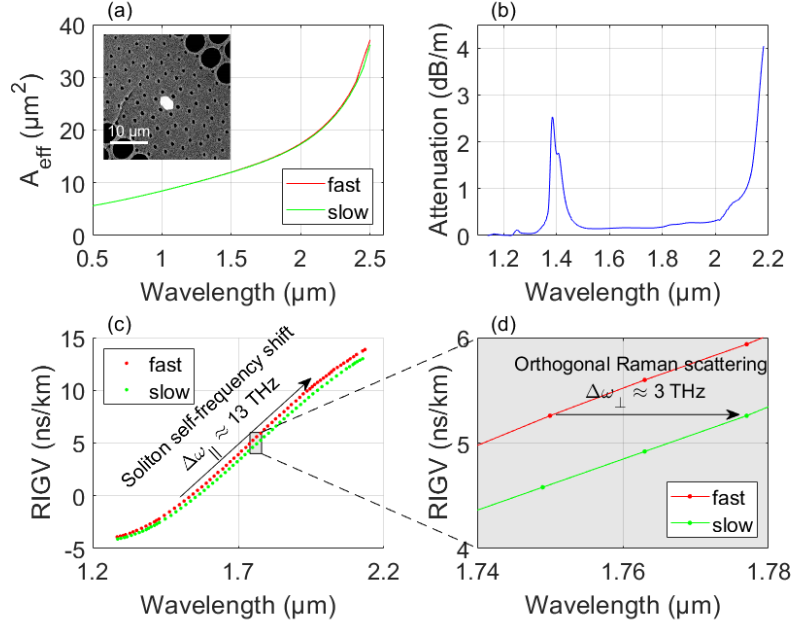 (a)
40
30
20
10
0
A_eff (µm²)
10 µm
fast
slow
0.5
1
1.5
2
2.5
Wavelength (µm)
(b)
4
3
2
1
0
Attenuation (dB/m)
1.2
1.4
1.6
1.8
2
2.2
Wavelength (µm)
(c)
15
10
5
0
-5
RIGV (ns/km)
fast
slow
Soliton self-frequency shift
Δω_|| ≈ 13 THz
1.2
1.7
2.2
Wavelength (µm)
(d)
6
5
4
RIGV (ns/km)
Orthogonal Raman scattering
Δω_⊥ ≈ 3 THz
fast
slow
1.74
1.76
1.78
Wavelength (µm)